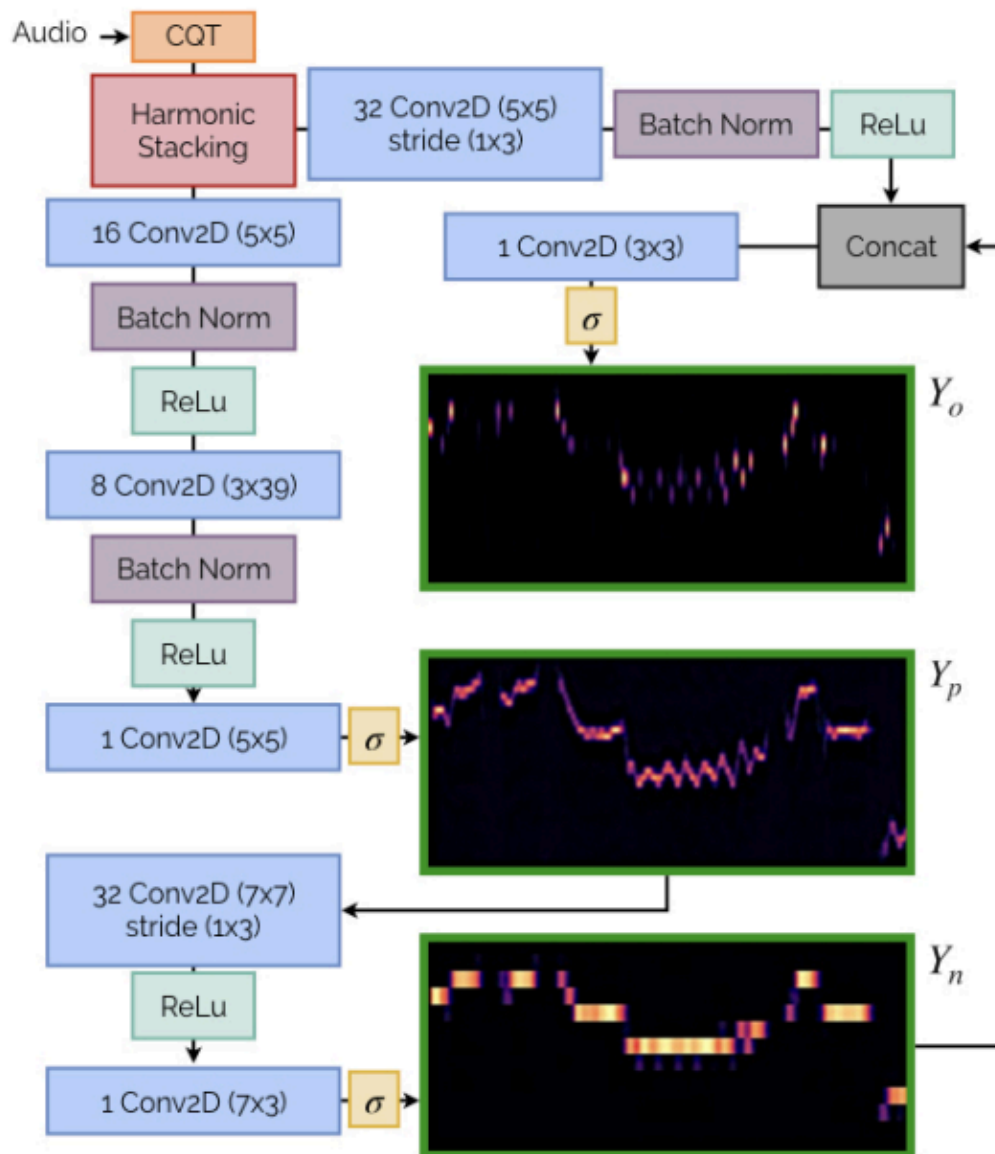 Audio
CQT
Harmonic
Stacking
32 Conv2D (5x5)
stride (1x3)
Batch Norm
ReLu
16 Conv2D (5x5)
1 Conv2D (3x3)
Concat
Batch Norm
σ
ReLu
Y_o
8 Conv2D (3x39)
Batch Norm
ReLu
Y_p
1 Conv2D (5x5)
σ
32 Conv2D (7x7)
stride (1x3)
Y_n
ReLu
1 Conv2D (7x3)
σ